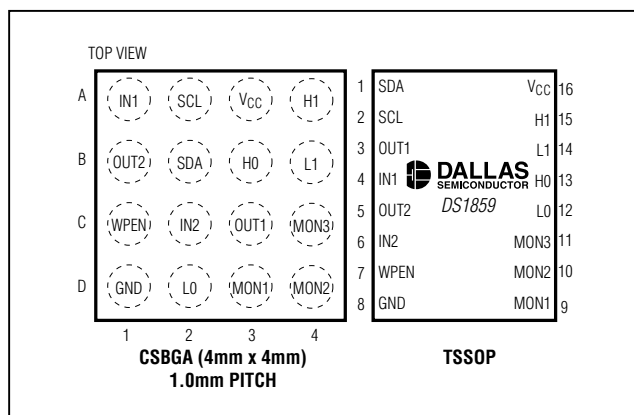 TOP VIEW
A IN1 SCL VCC H1
B OUT2 SDA H0 L1
C WPEN IN2 OUT1 MON3
D GND L0 MON1 MON2
1 2 3 4
CSBGA (4mm x 4mm)
1.0mm PITCH
1 SDA VCC 16
2 SCL H1 15
3 OUT1 L1 14
4 IN1 DALLAS SEMICONDUCTOR H0 13
5 OUT2 DS1859 L0 12
6 IN2 MON3 11
7 WPEN MON2 10
8 GND MON1 9
TSSOP